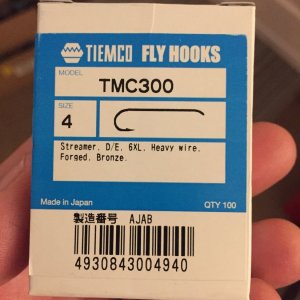 TIEMCO FLY HOOKS
MODEL
TMC300
SIZE
4
Streamer. D/E. 6XL. Heavy wire.
Forged. Bronze.
Made in Japan
QTY 100
製造番号 AJAB
4930843004940